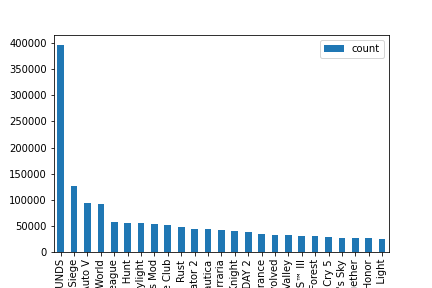 400000
350000
300000
250000
200000
150000
100000
50000
0
count
UNDS
Siege
uto V
World
eague
Hunt
ylight
s Mod
e Club
Rust
ator 2
autica
rraria
night
DAY 2
rance
olved
Valley
S™ III
Forest
Cry 5
's Sky
ether
Honor
Light